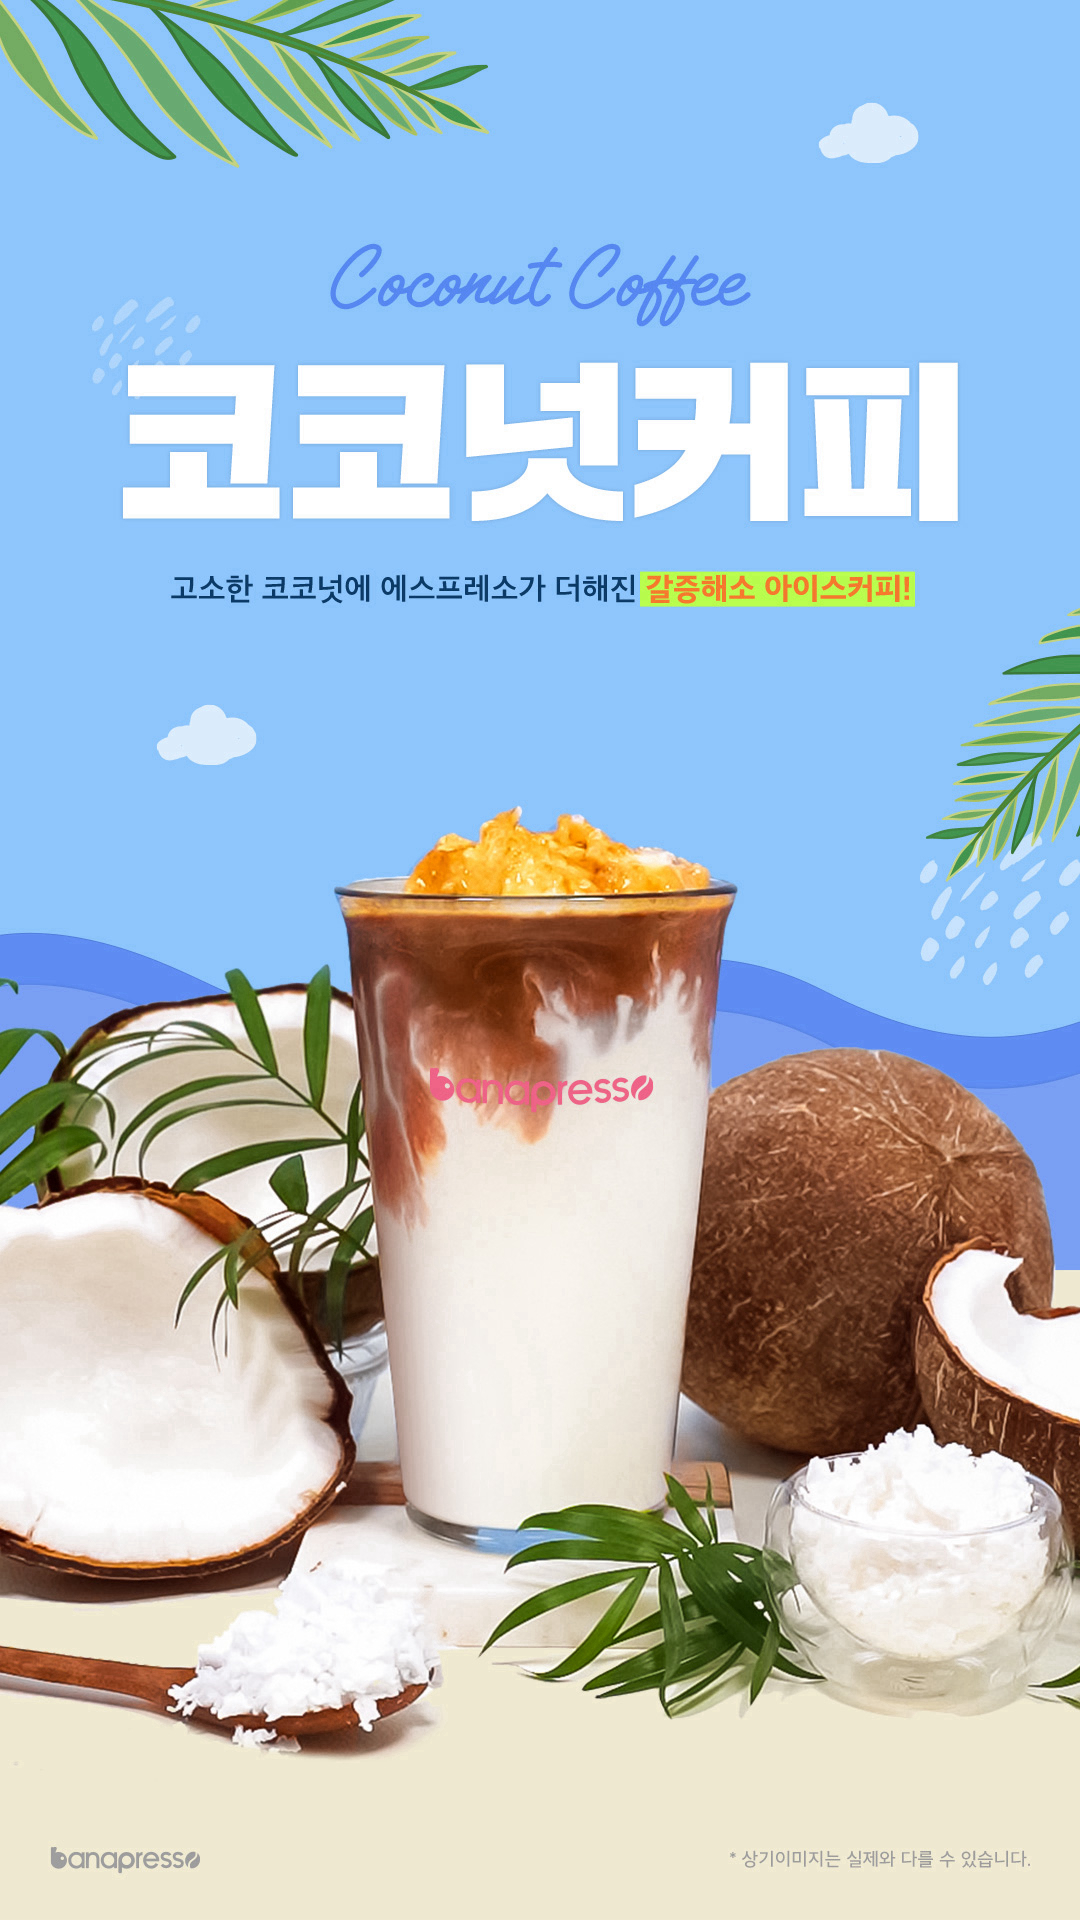 Coconut Coffee
코코넛커피
고소한 코코넛에 에스프레소가 더해진 갈증해소 아이스커피!
banapresso
banapresso
* 상기이미지는 실제와 다를 수 있습니다.